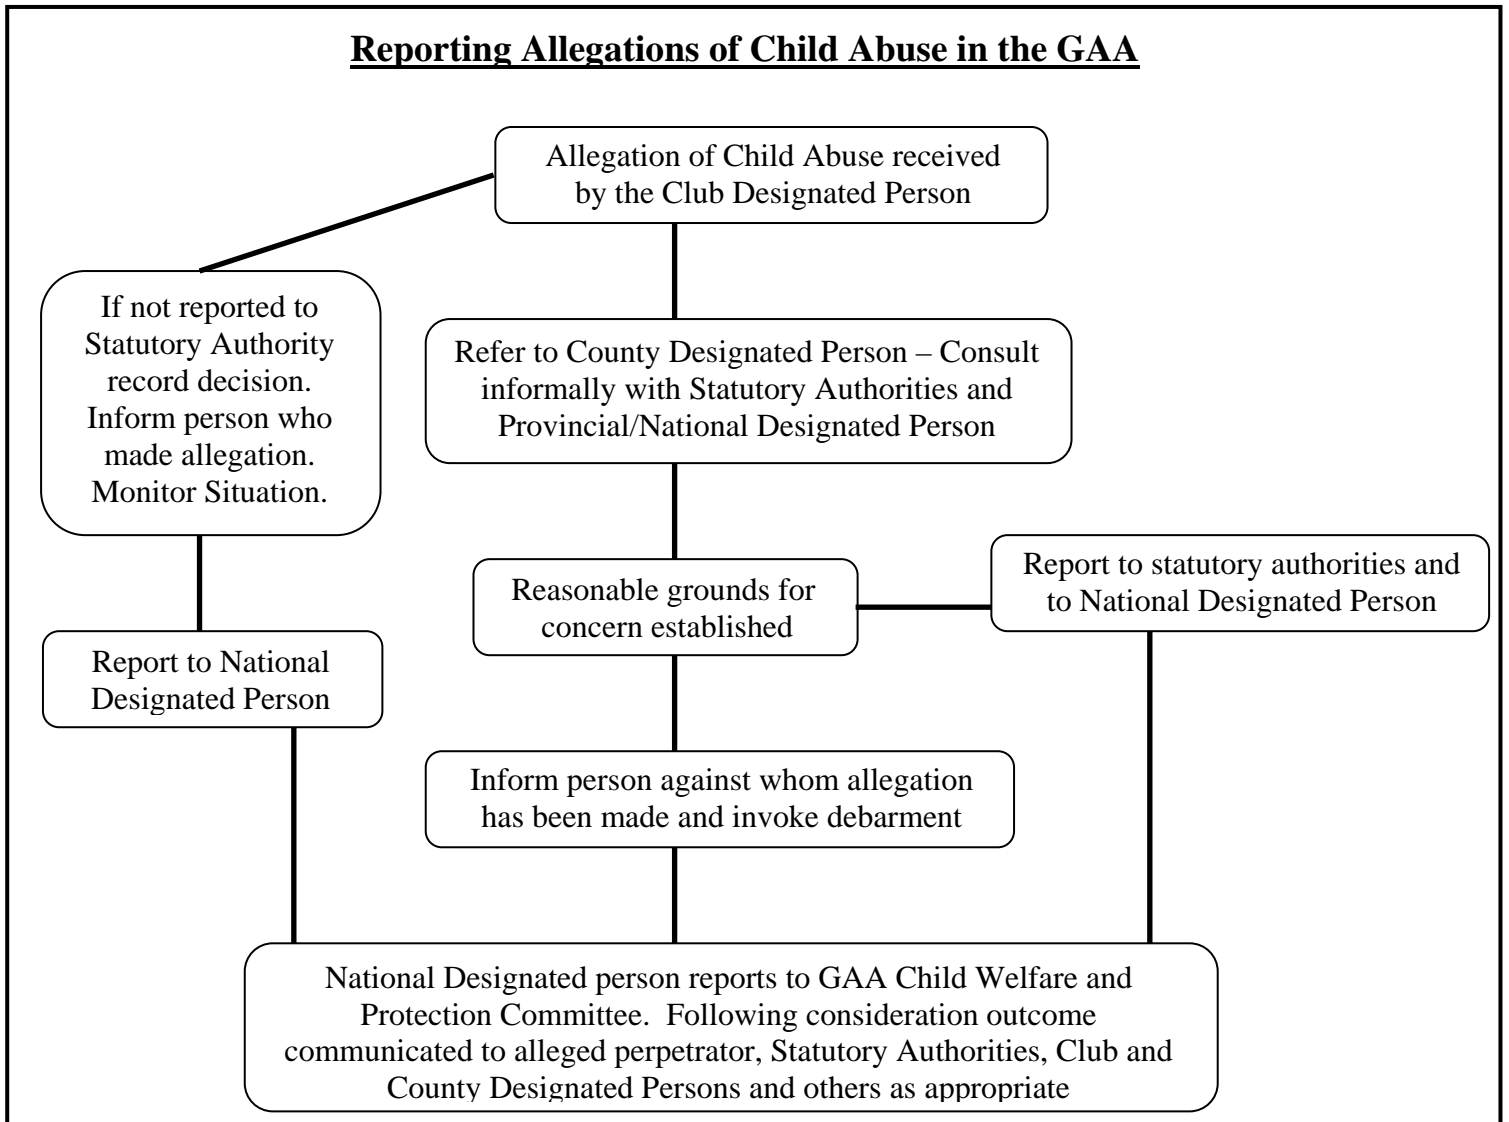 Reporting Allegations of Child Abuse in the GAA
Allegation of Child Abuse received
by the Club Designated Person
If not reported to
Statutory Authority
record decision.
Inform person who
made allegation.
Monitor Situation.
Refer to County Designated Person – Consult
informally with Statutory Authorities and
Provincial/National Designated Person
Reasonable grounds for
concern established
Report to statutory authorities and
to National Designated Person
Report to National
Designated Person
Inform person against whom allegation
has been made and invoke debarment
National Designated person reports to GAA Child Welfare and
Protection Committee.  Following consideration outcome
communicated to alleged perpetrator, Statutory Authorities, Club and
County Designated Persons and others as appropriate